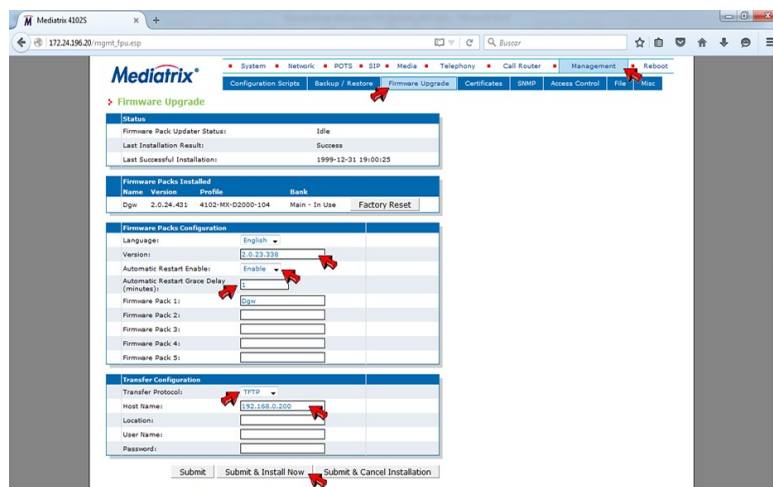 Mediatrix 4102S
172.24.196.20/mgmt_fpu.esp
Buscar
Mediatrix
System Network POTS SIP Media Telephony Call Router Management Reboot
Configuration Scripts Backup / Restore Firmware Upgrade Certificates SNMP Access Control File Misc
Firmware Upgrade
Status
Firmware Pack Updater Status: Idle
Last Installation Result: Success
Last Successful Installation: 1999-12-31 19:00:25
Firmware Packs Installed
Name Version Profile Bank
Dgw 2.0.24.431 4102-MX-D2000-104 Main - In Use Factory Reset
Firmware Packs Configuration
Language: English
Version: 2.0.23.338
Automatic Restart Enable: Enable
Automatic Restart Grace Delay
(minutes): 1
Firmware Pack 1: Dgw
Firmware Pack 2:
Firmware Pack 3:
Firmware Pack 4:
Firmware Pack 5:
Transfer Configuration
Transfer Protocol: TFTP
Host Name: 192.168.0.200
Location:
User Name:
Password:
Submit Submit & Install Now Submit & Cancel Installation